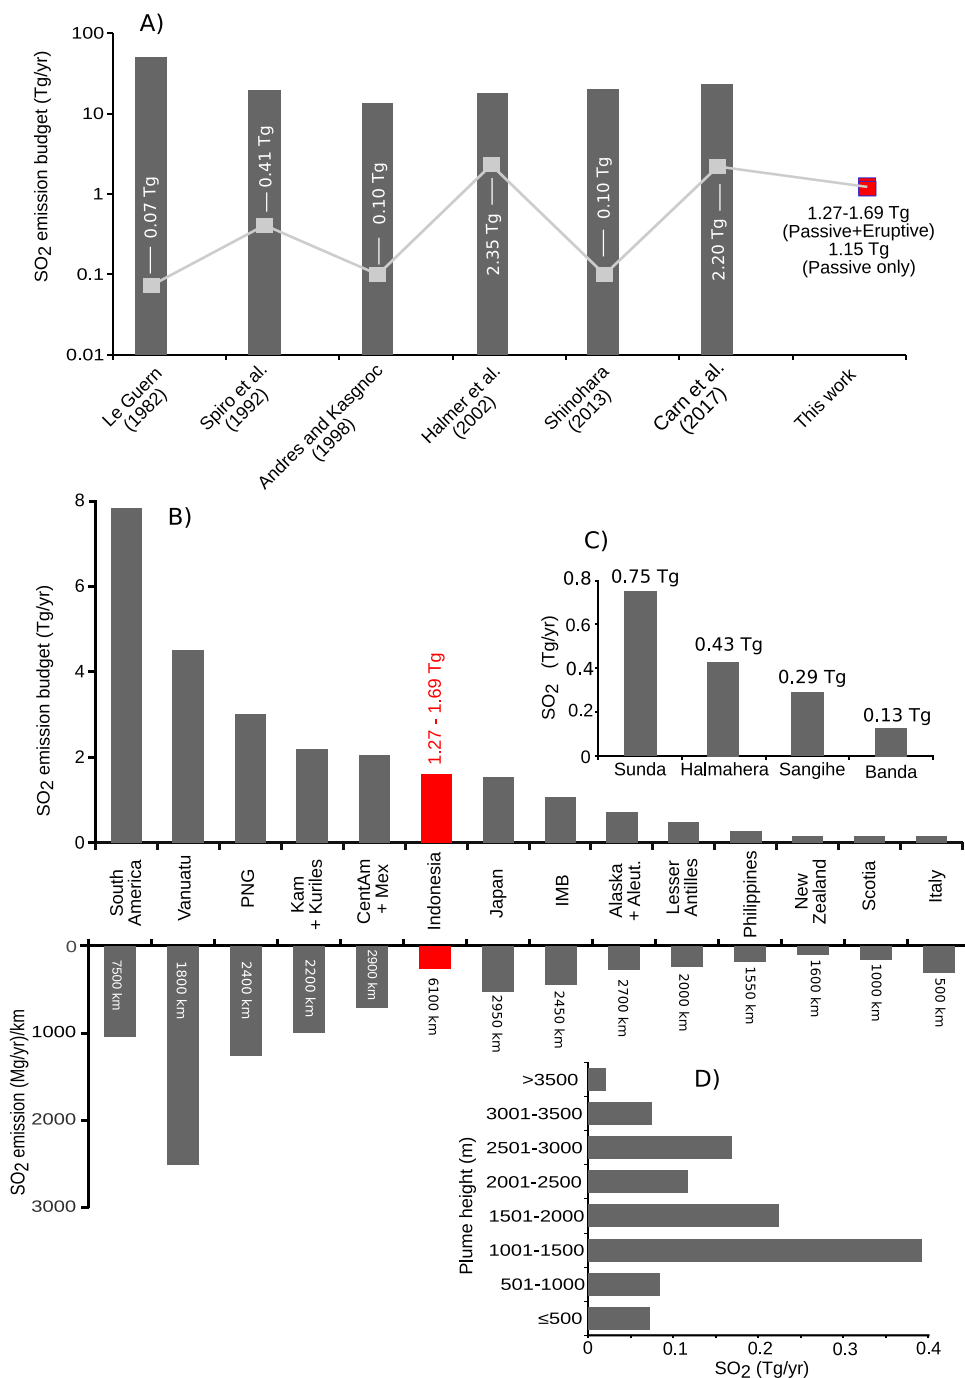 A)
SO2 emission budget (Tg/yr)
100
10
1
0.1
0.01
0.07 Tg
0.41 Tg
0.10 Tg
2.35 Tg
0.10 Tg
2.20 Tg
1.27-1.69 Tg
(Passive+Eruptive)
1.15 Tg
(Passive only)
Le Guern
(1982)
Spiro et al.
(1992)
Andres and Kasgnoc
(1998)
Halmer et al.
(2002)
Shinohara
(2013)
Carn et al.
(2017)
This work
B)
SO2 emission budget (Tg/yr)
8
6
4
2
0
1.27 - 1.69 Tg
South
America
Vanuatu
PNG
Kam
+ Kuriles
CentAm
+ Mex
Indonesia
Japan
IMB
Alaska
+ Aleut.
Lesser
Antilles
Philippines
New
Zealand
Scotia
Italy
C)
SO2 (Tg/yr)
0.8
0.6
0.4
0.2
0
0.75 Tg
0.43 Tg
0.29 Tg
0.13 Tg
Sunda
Halmahera
Sangihe
Banda
SO2 emission (Mg/yr)/km
0
1000
2000
3000
7500 km
1800 km
2400 km
2200 km
2900 km
6100 km
2950 km
2450 km
2700 km
2000 km
1550 km
1600 km
1000 km
500 km
D)
Plume height (m)
>3500
3001-3500
2501-3000
2001-2500
1501-2000
1001-1500
501-1000
≤500
0
0.1
0.2
0.3
0.4
SO2 (Tg/yr)